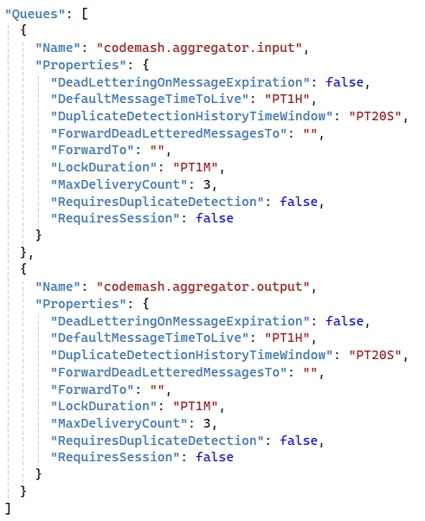 "Queues": [
{
"Name": "codemash.aggregator.input",
"Properties": {
"DeadLetteringOnMessageExpiration": false,
"DefaultMessageTimeToLive": "PT1H",
"DuplicateDetectionHistoryTimeWindow": "PT20S",
"ForwardDeadLetteredMessagesTo": "",
"ForwardTo": "",
"LockDuration": "PT1M",
"MaxDeliveryCount": 3,
"RequiresDuplicateDetection": false,
"RequiresSession": false
}
},
{
"Name": "codemash.aggregator.output",
"Properties": {
"DeadLetteringOnMessageExpiration": false,
"DefaultMessageTimeToLive": "PT1H",
"DuplicateDetectionHistoryTimeWindow": "PT20S",
"ForwardDeadLetteredMessagesTo": "",
"ForwardTo": "",
"LockDuration": "PT1M",
"MaxDeliveryCount": 3,
"RequiresDuplicateDetection": false,
"RequiresSession": false
}
}
]